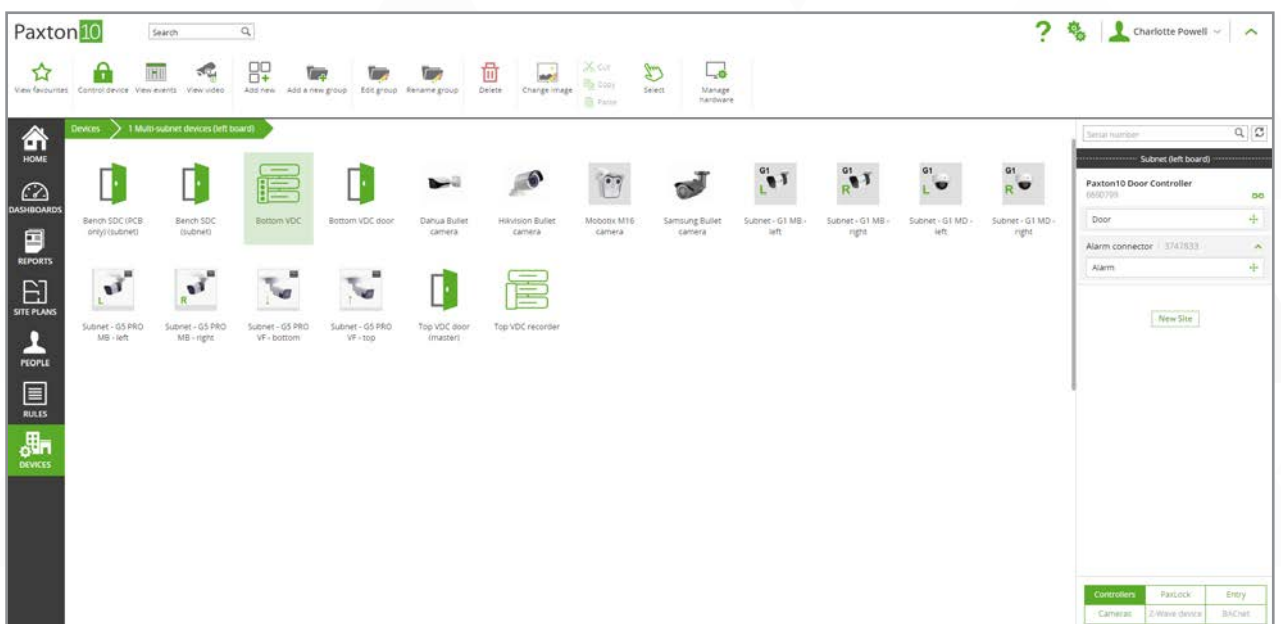 Paxton10
Search
Charlotte Powell
View favourites
Control device
View events
View video
Add new
Add a new group
Edit group
Rename group
Delete
Change image
Cut
Copy
Paste
Select
Manage
hardware
HOME
DASHBOARDS
REPORTS
SITE PLANS
PEOPLE
RULES
DEVICES
Devices
1 Multi-subnet devices (left board)
Bench SDC (PCB
only) (subnet)
Bench SDC
(subnet)
Bottom VDC
Bottom VDC door
Dahua Bullet
camera
Hikvision Bullet
camera
Mobotix M16
camera
Samsung Bullet
camera
G1
L
Subnet - G1 MB -
left
G1
R
Subnet - G1 MB -
right
G1
L
Subnet - G1 MD -
left
G1
R
Subnet - G1 MD -
right
L
Subnet - G5 PRO
MB - left
R
Subnet - G5 PRO
MB - right
Subnet - G5 PRO
VF - bottom
Subnet - G5 PRO
VF - top
Top VDC door
(master)
Top VDC recorder
Serial number
Subnet (left board)
Paxton10 Door Controller
Door
Alarm connector
3747833
Alarm
New Site
Controllers
PaxLock
Entry
Cameras
Z-Wave device
BACnet